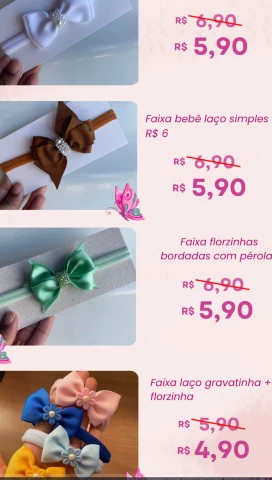 R$ 6,90
R$ 5,90
Faixa bebê laço simples
R$ 6
R$ 6,90
R$ 5,90
Faixa florzinhas
bordadas com pérola
R$ 6,90
R$ 5,90
Faixa laço gravatinha +
florzinha
R$ 5,90
R$ 4,90